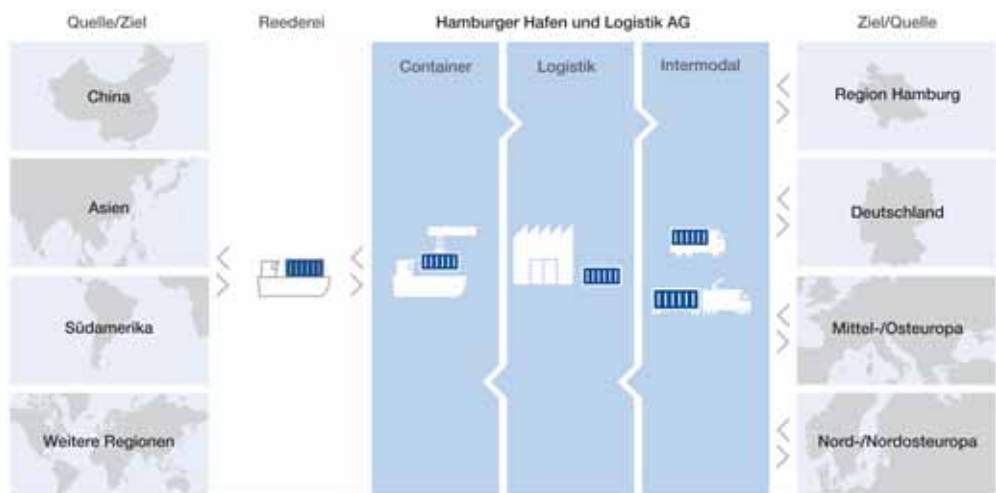 Quelle/Ziel
Reederei
Hamburger Hafen und Logistik AG
Ziel/Quelle
Container
Logistik
Intermodal
China
Asien
Südamerika
Weitere Regionen
Region Hamburg
Deutschland
Mittel-/Osteuropa
Nord-/Nordosteuropa